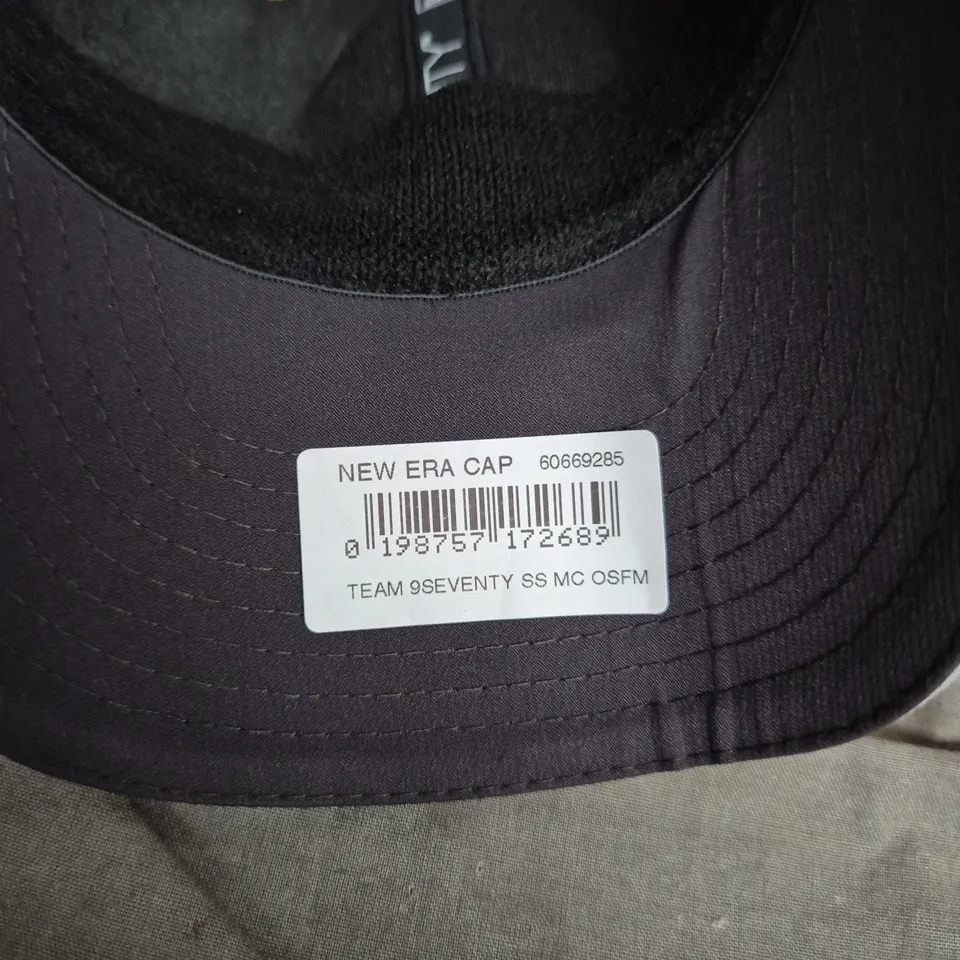 NEW ERA CAP 60669285
0 198757 172689
TEAM 9SEVENTY SS MC OSFM